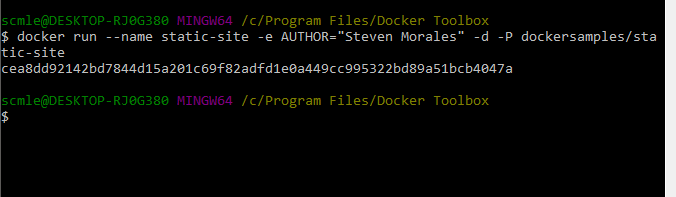 scmle@DESKTOP-RJ0G380 MINGW64 /c/Program Files/Docker Toolbox
$ docker run --name static-site -e AUTHOR="Steven Morales" -d -P dockersamples/sta
tic-site
cea8dd92142bd7844d15a201c69f82adfd1e0a449cc995322bd89a51bcb4047a
scmle@DESKTOP-RJ0G380 MINGW64 /c/Program Files/Docker Toolbox
$